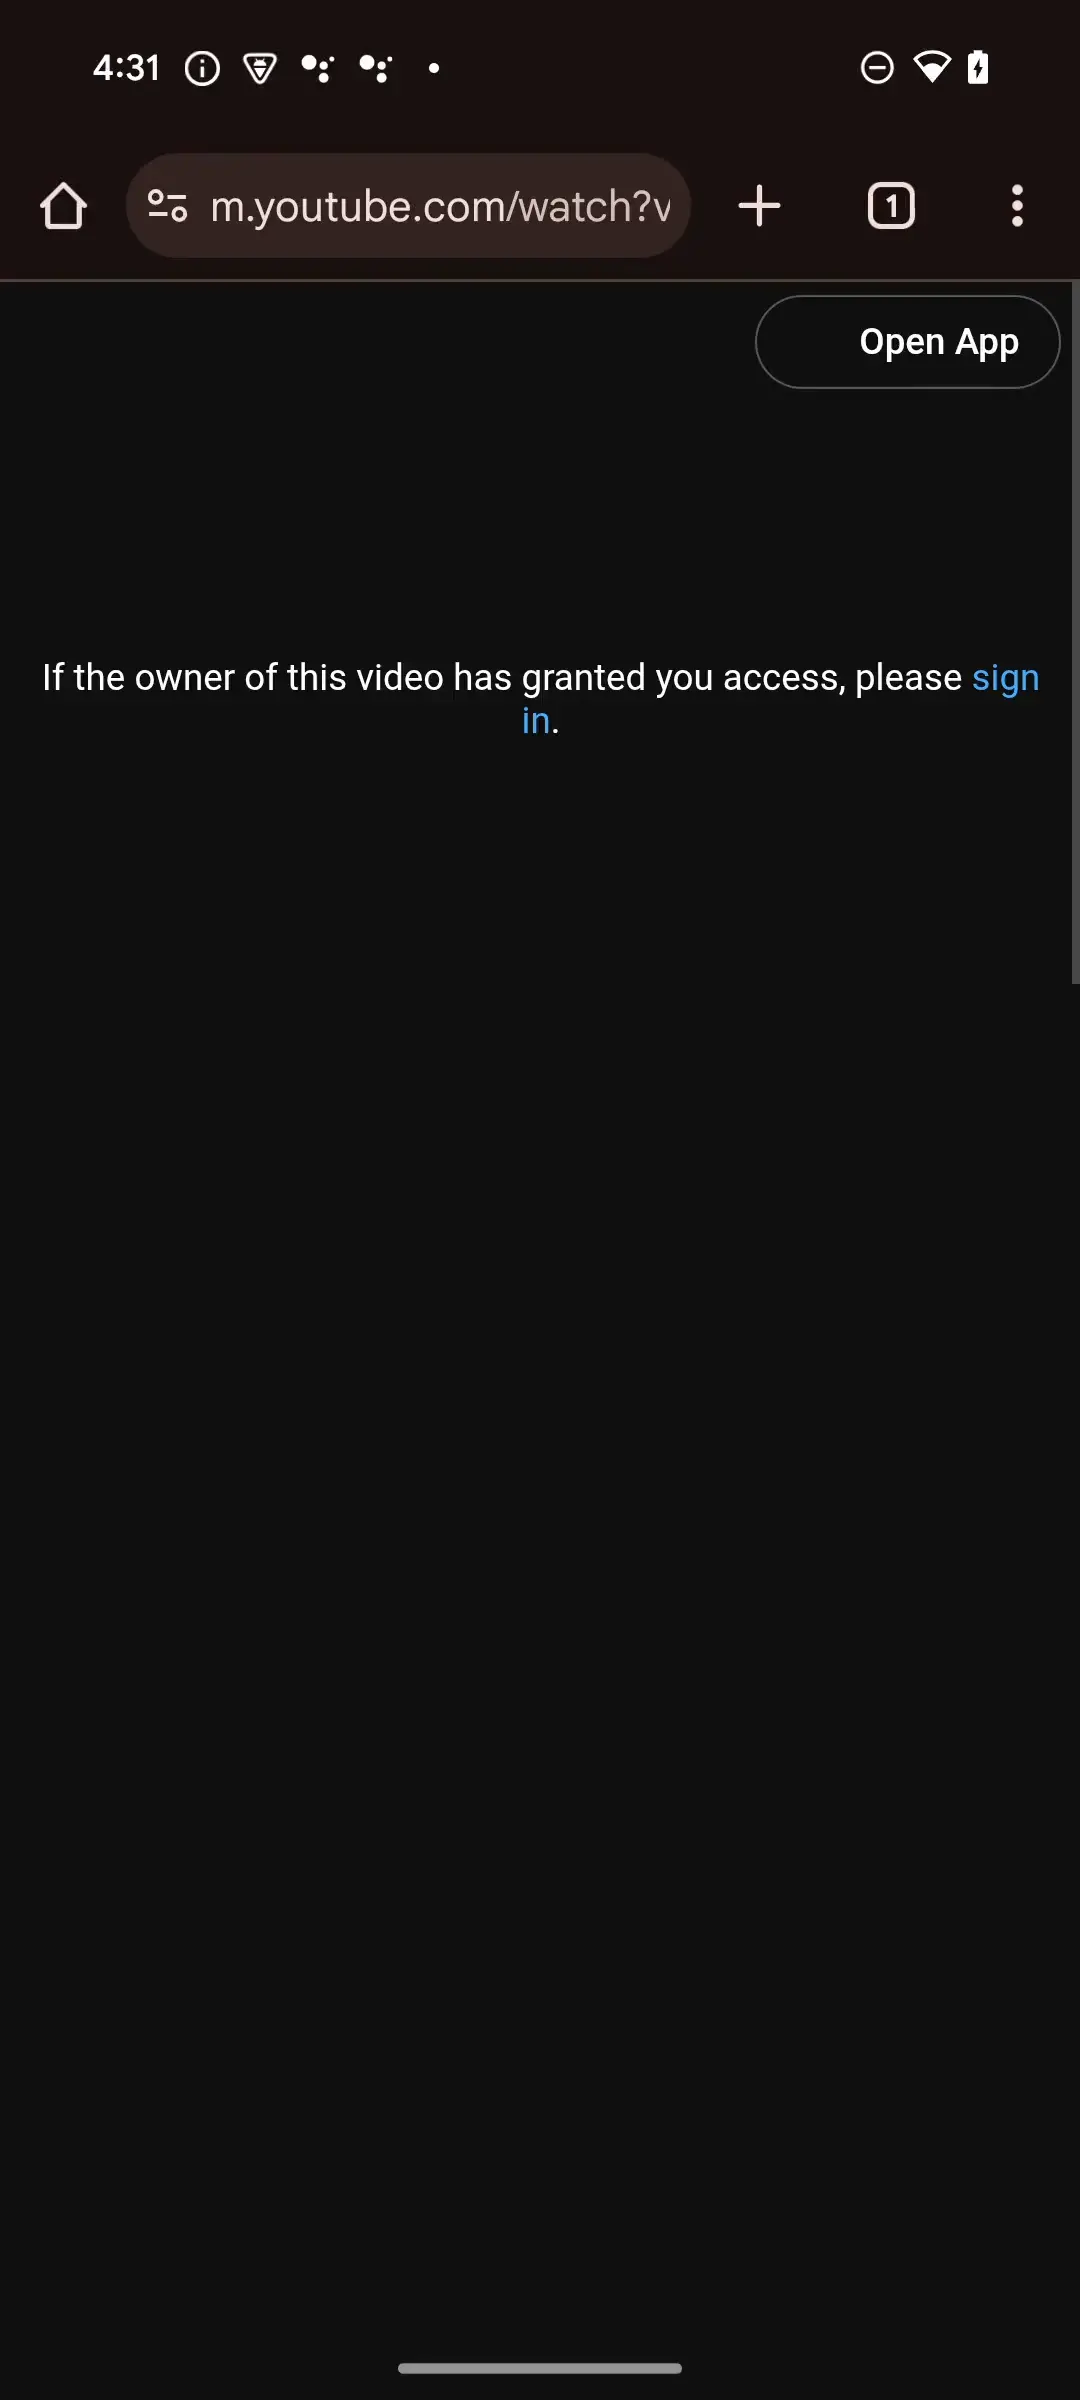 4:31
m.youtube.com/watch?v
1
Open App
If the owner of this video has granted you access, please sign
in.